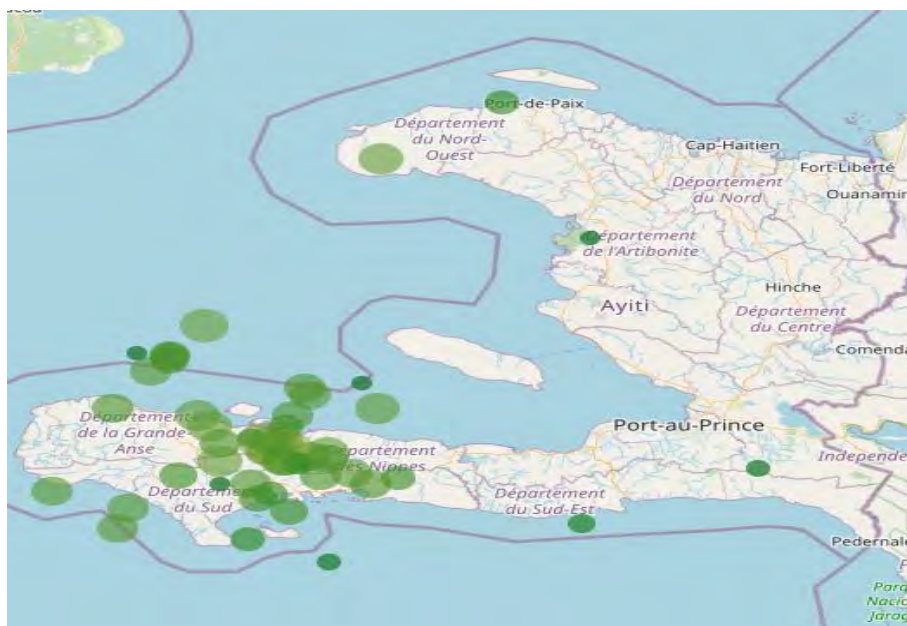 Port-de-Paix
Département
du Nord-
Ouest
Cap-Haïtien
Fort-Liberté
Ouanamin
Département
du Nord
Département
de l'Artibonite
Hinche
Ayiti
Département
du Centre
Comenda
Département
de la Grande-
Anse
Port-au-Prince
Département
des Nippes
Independe
Département
du Sud
Département
du Sud-Est
Pedernale
P
Parq
Nacio
Jarag